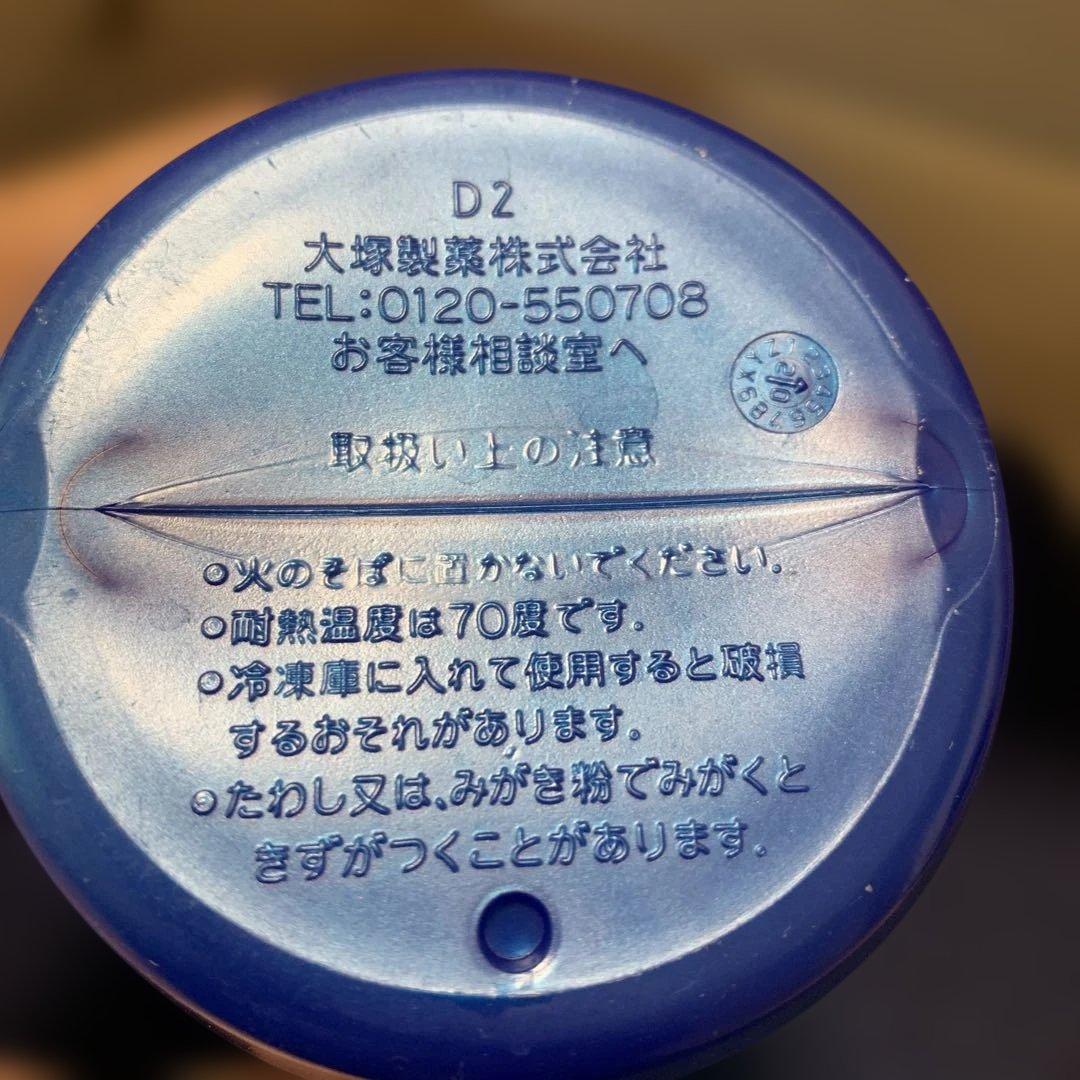 D2
大塚製薬株式会社
TEL:0120-550708
お客様相談室へ
取扱い上の注意
●火のそばに置かないでください.
●耐熱温度は70度です.
●冷凍庫に入れて使用すると破損
するおそれがあります.
●たわし又は、みがき粉でみがくと
きずがつくことがあります.